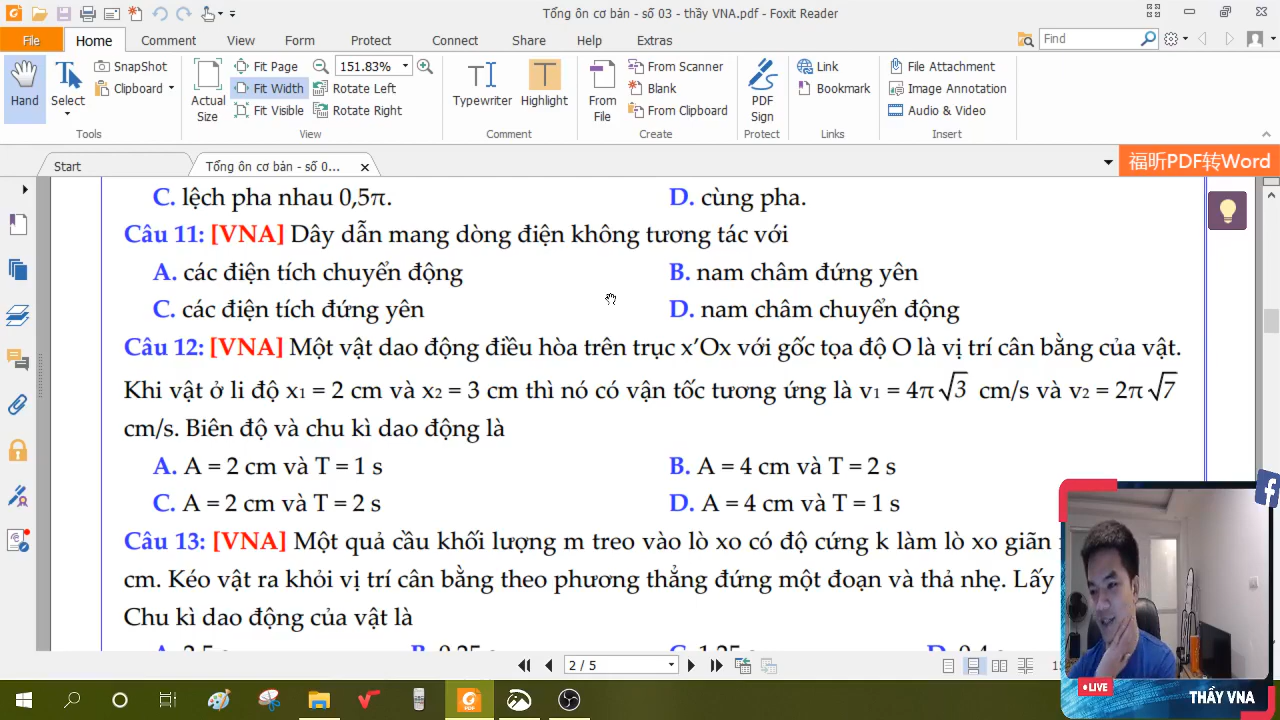 Tổng ôn cơ bản - số 03 - thầy VNA.pdf - Foxit Reader
File Home Comment View Form Protect Connect Share Help Extras Find
Hand
Select
SnapShot
Clipboard
Tools
Actual Size
Fit Page
Fit Width
Fit Visible
151.83%
Rotate Left
Rotate Right
View
Typewriter
Highlight
Comment
From File
From Scanner
Blank
From Clipboard
Create
PDF Sign
Protect
Link
Bookmark
Links
File Attachment
Image Annotation
Audio & Video
Insert
Start Tổng ôn cơ bản - số 0... 福昕PDF转Word
C. lệch pha nhau 0,5π. D. cùng pha.
Câu 11: [VNA] Dây dẫn mang dòng điện không tương tác với
A. các điện tích chuyển động B. nam châm đứng yên
C. các điện tích đứng yên D. nam châm chuyển động
Câu 12: [VNA] Một vật dao động điều hòa trên trục x’Ox với gốc tọa độ O là vị trí cân bằng của vật.
Khi vật ở li độ x1 = 2 cm và x2 = 3 cm thì nó có vận tốc tương ứng là v1 = 4π√3 cm/s và v2 = 2π√7
cm/s. Biên độ và chu kì dao động là
A. A = 2 cm và T = 1 s B. A = 4 cm và T = 2 s
C. A = 2 cm và T = 2 s D. A = 4 cm và T = 1 s
Câu 13: [VNA] Một quả cầu khối lượng m treo vào lò xo có độ cứng k làm lò xo giãn
cm. Kéo vật ra khỏi vị trí cân bằng theo phương thẳng đứng một đoạn và thả nhẹ. Lấy
Chu kì dao động của vật là
2 / 5
LIVE
THẦY VNA